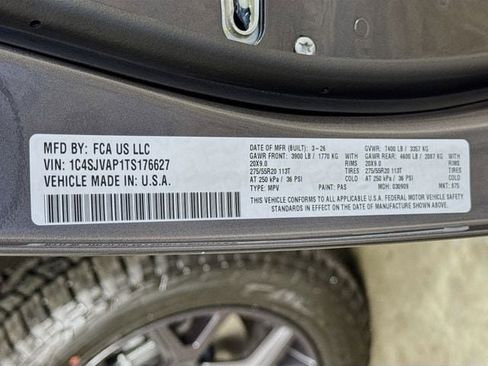 MFD BY: FCA US LLC
VIN: 1C4SJVAP1TS176627
VEHICLE MADE IN: U.S.A.
DATE OF MFR (BUILT): 3-26 GVWR: 7400 LB / 3357 KG
GAWR FRONT: 3900 LB / 1770 KG GAWR REAR: 4600 LB / 2087 KG
20X9.0 RIMS 20X9.0 RIMS
275/55R20 113T TIRES 275/55R20 113T TIRES
AT 250 kPa / 36 PSI COLD AT 250 kPa / 36 PSI COLD
TYPE: MPV PAINT: PAS MDH: 030909 MKT: 675
THIS VEHICLE CONFORMS TO ALL APPLICABLE U.S.A. FEDERAL MOTOR VEHICLE SAFETY
STANDARDS IN EFFECT ON THE DATE OF MANUFACTURE SHOWN ABOVE.